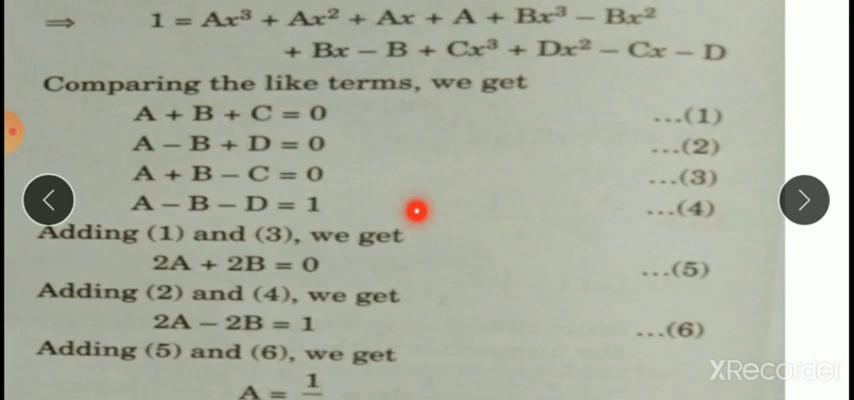 ⇒ 1 = Ax³ + Ax² + Ax + A + Bx³ – Bx²
+ Bx – B + Cx³ + Dx² – Cx – D
Comparing the like terms, we get
A + B + C = 0 ...(1)
A – B + D = 0 ...(2)
A + B – C = 0 ...(3)
A – B – D = 1 ...(4)
Adding (1) and (3), we get
2A + 2B = 0 ...(5)
Adding (2) and (4), we get
2A – 2B = 1 ...(6)
Adding (5) and (6), we get
A = 1
XRecorder